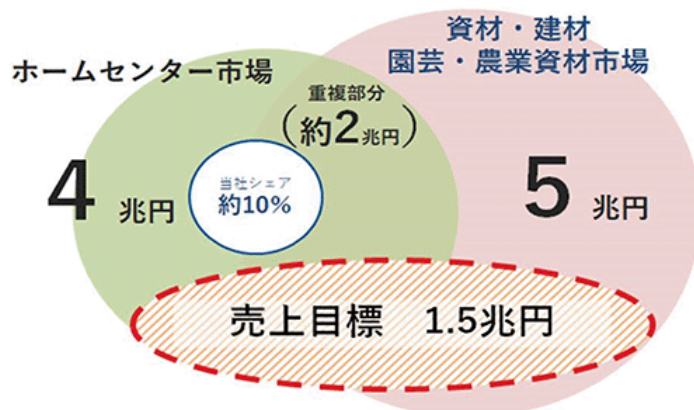 資材・建材
園芸・農業資材市場
ホームセンター市場
重複部分
(約2兆円)
4 兆円
当社シェア
約10%
5 兆円
売上目標 1.5兆円